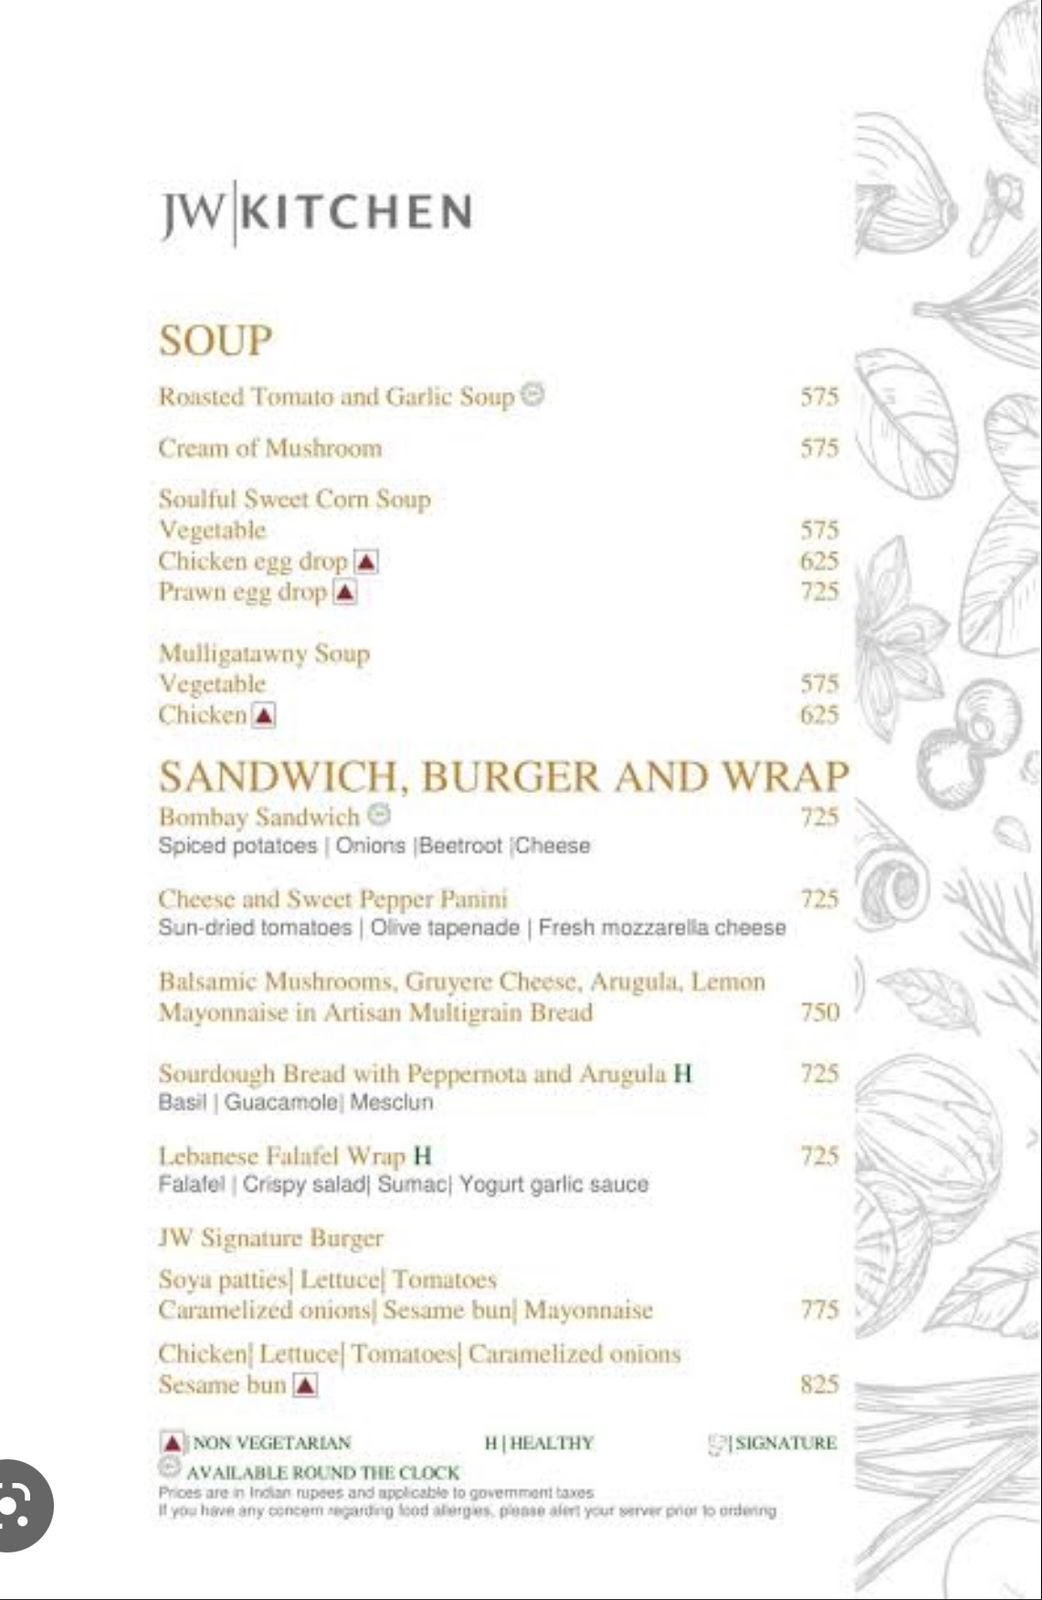 JW|KITCHEN
SOUP
Roasted Tomato and Garlic Soup 575
Cream of Mushroom 575
Soulful Sweet Corn Soup
Vegetable 575
Chicken egg drop 625
Prawn egg drop 725
Mulligatawny Soup
Vegetable 575
Chicken 625
SANDWICH, BURGER AND WRAP
Bombay Sandwich 725
Spiced potatoes | Onions |Beetroot |Cheese
Cheese and Sweet Pepper Panini 725
Sun-dried tomatoes | Olive tapenade | Fresh mozzarella cheese
Balsamic Mushrooms, Gruyere Cheese, Arugula, Lemon
Mayonnaise in Artisan Multigrain Bread 750
Sourdough Bread with Peppernota and Arugula H 725
Basil | Guacamole| Mesclun
Lebanese Falafel Wrap H 725
Falafel | Crispy salad| Sumac| Yogurt garlic sauce
JW Signature Burger
Soya patties| Lettuce| Tomatoes
Caramelized onions| Sesame bun| Mayonnaise 775
Chicken| Lettuce| Tomatoes| Caramelized onions
Sesame bun 825
| NON VEGETARIAN H | HEALTHY | SIGNATURE
AVAILABLE ROUND THE CLOCK
Prices are in Indian rupees and applicable to government taxes
If you have any concern regarding food allergies, please alert your server prior to ordering